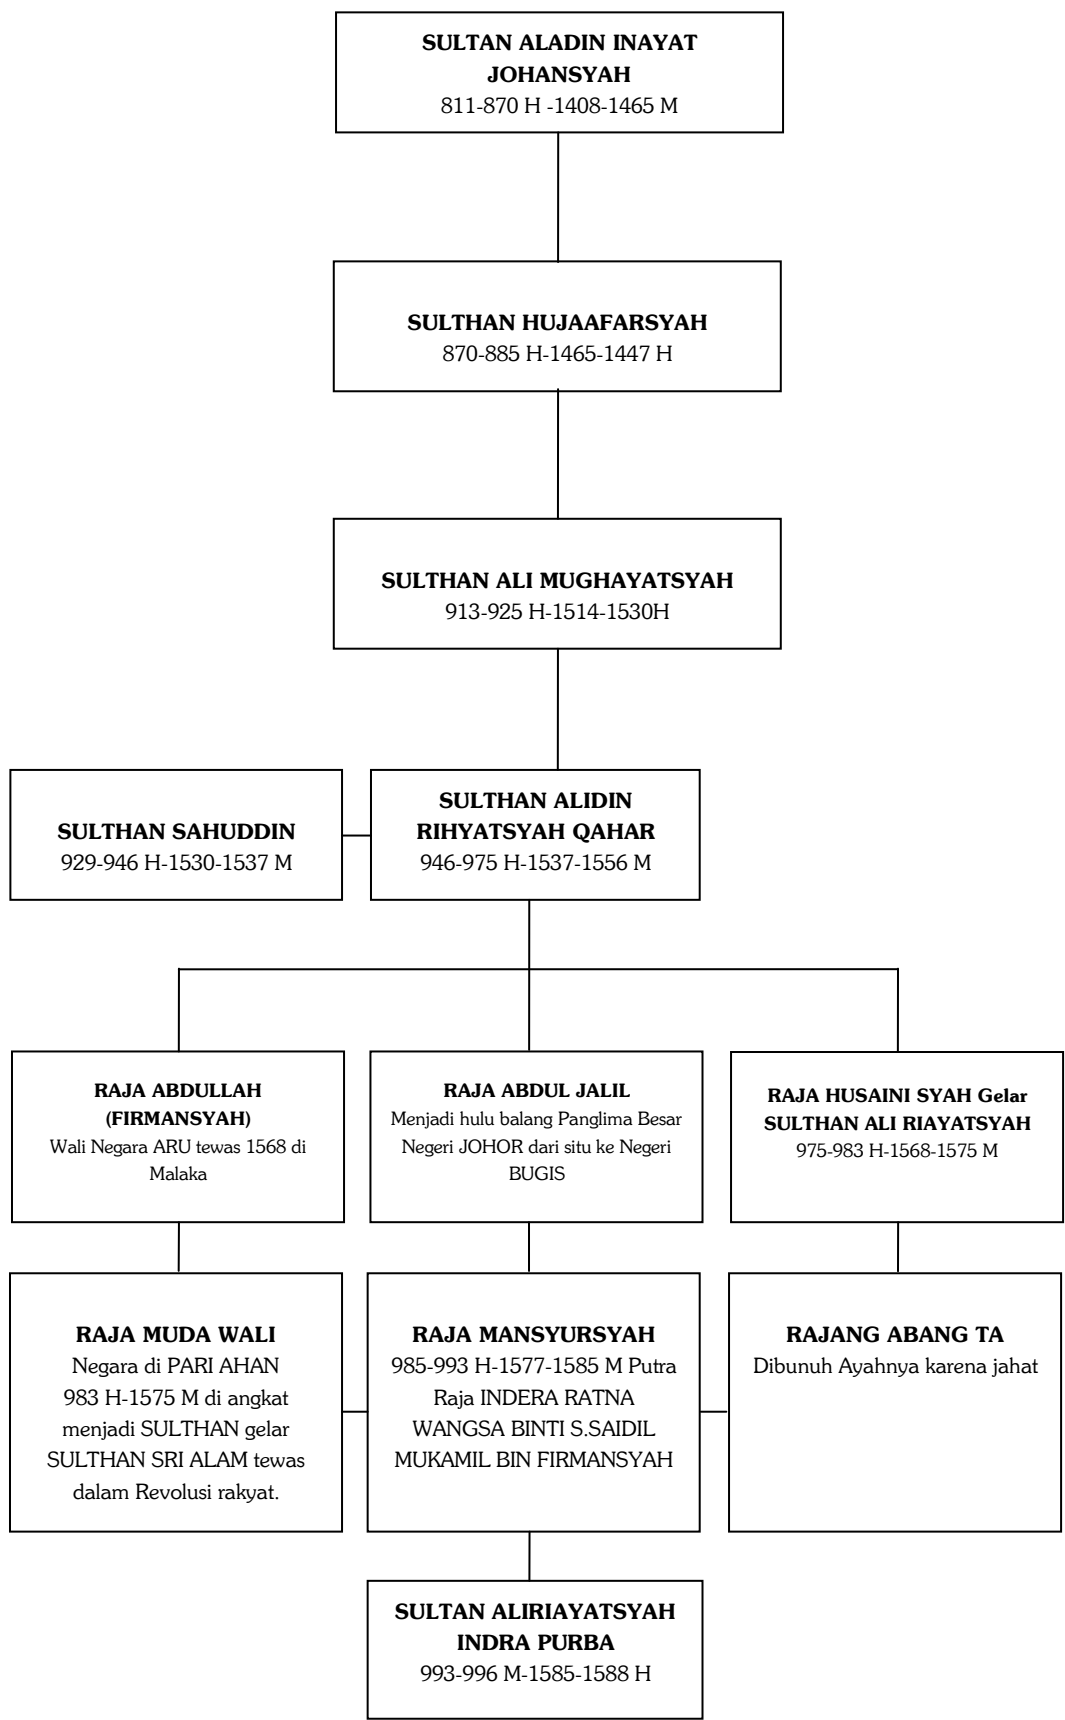 SULTAN ALADIN INAYAT
JOHANSYAH
811-870 H -1408-1465 M
SULTHAN HUJAAFARSYAH
870-885 H-1465-1447 H
SULTHAN ALI MUGHAYATSYAH
913-925 H-1514-1530H
SULTHAN SAHUDDIN
929-946 H-1530-1537 M
SULTHAN ALIDIN
RIHYATSYAH QAHAR
946-975 H-1537-1556 M
RAJA ABDULLAH
(FIRMANSYAH)
Wali Negara ARU tewas 1568 di
Malaka
RAJA ABDUL JALIL
Menjadi hulu balang Panglima Besar
Negeri JOHOR dari situ ke Negeri
BUGIS
RAJA HUSAINI SYAH Gelar
SULTHAN ALI RIAYATSYAH
975-983 H-1568-1575 M
RAJA MUDA WALI
Negara di PARI AHAN
983 H-1575 M di angkat
menjadi SULTHAN gelar
SULTHAN SRI ALAM tewas
dalam Revolusi rakyat.
RAJA MANSYURSYAH
985-993 H-1577-1585 M Putra
Raja INDERA RATNA
WANGSA BINTI S.SAIDIL
MUKAMIL BIN FIRMANSYAH
RAJANG ABANG TA
Dibunuh Ayahnya karena jahat
SULTAN ALIRIAYATSYAH
INDRA PURBA
993-996 M-1585-1588 H